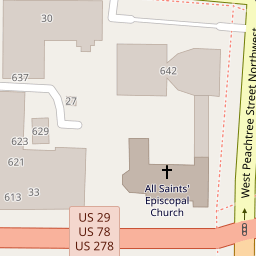 30
642
637
27
629
623
621
613
33
All Saints'
Episcopal
Church
US 29
US 78
US 278
West Peachtree Street Northwest